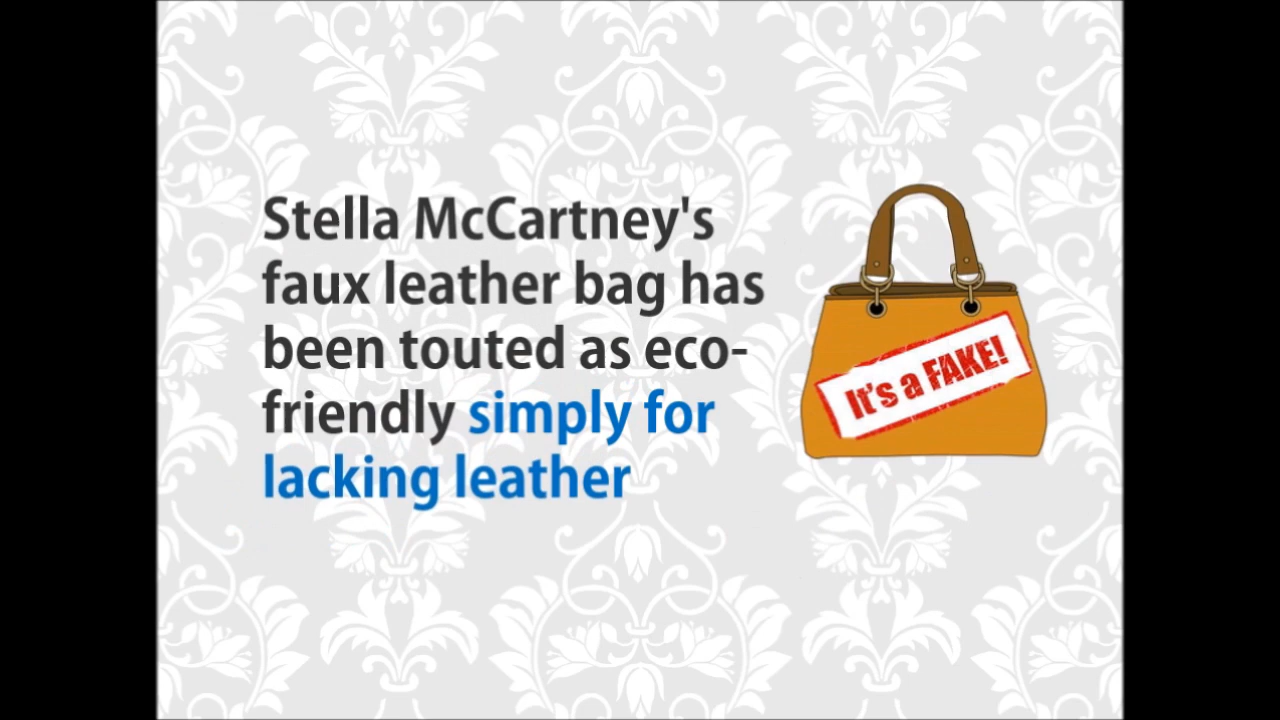 Stella McCartney's
faux leather bag has
been touted as eco-
friendly simply for
lacking leather
It's a FAKE!